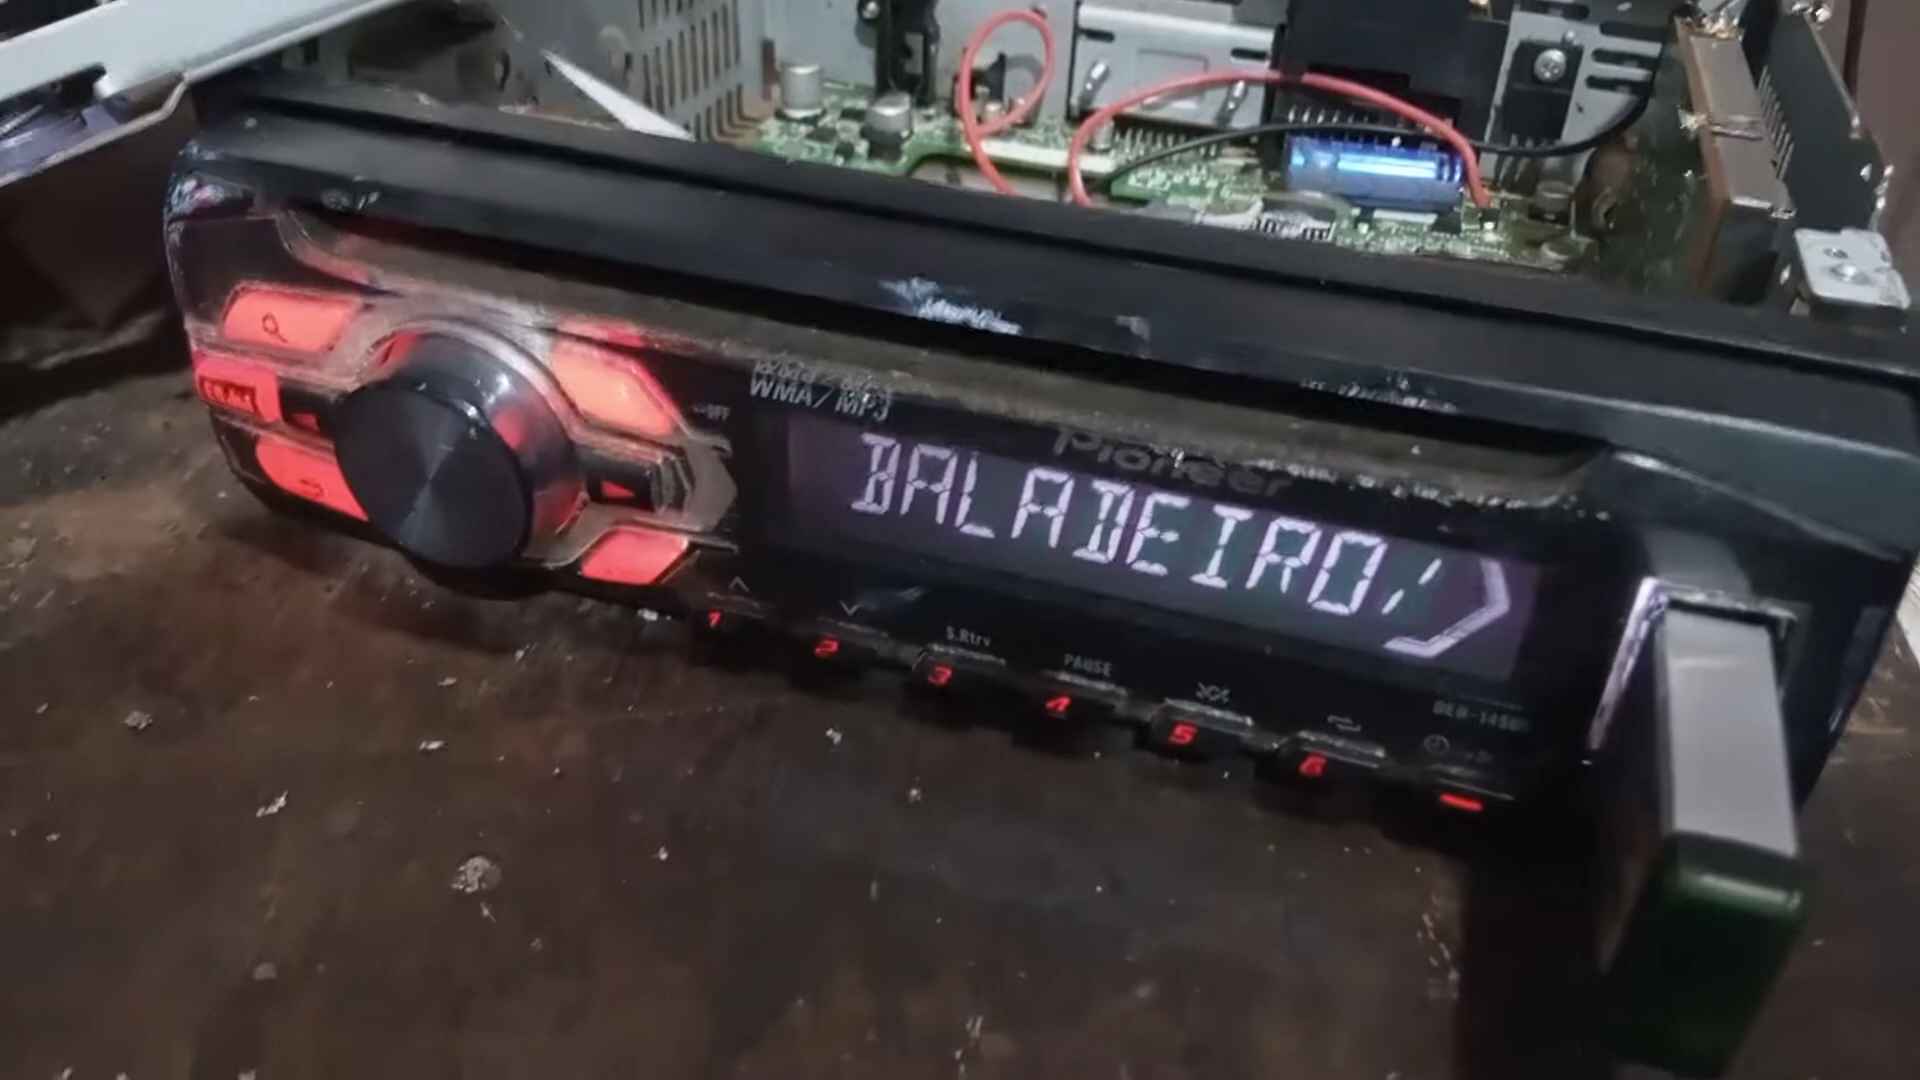 WMA/MP3
OFF
Pioneer
BALADEIRO/
S.Rtrv
PAUSE
1
2
3
4
5
6